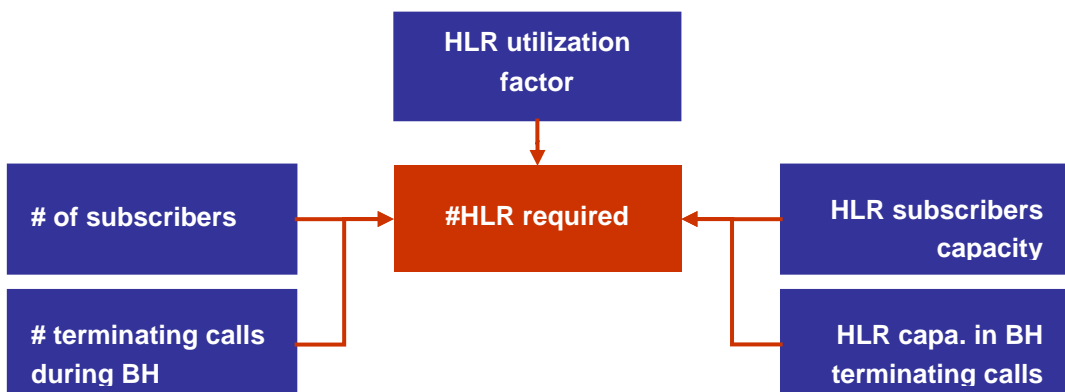 HLR utilization
factor
# of subscribers
#HLR required
HLR subscribers
capacity
# terminating calls
during BH
HLR capa. in BH
terminating calls